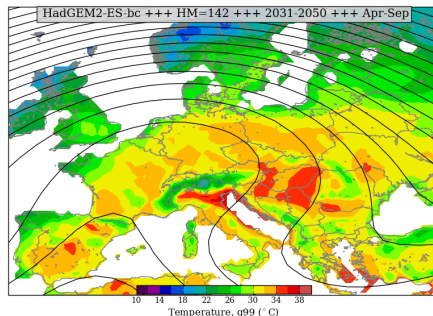 HadGEM2-ES-bc +++ HM=142 +++ 2031-2050 +++ Apr-Sep
10 14 18 22 26 30 34 38
Temperature, q99 (°C)